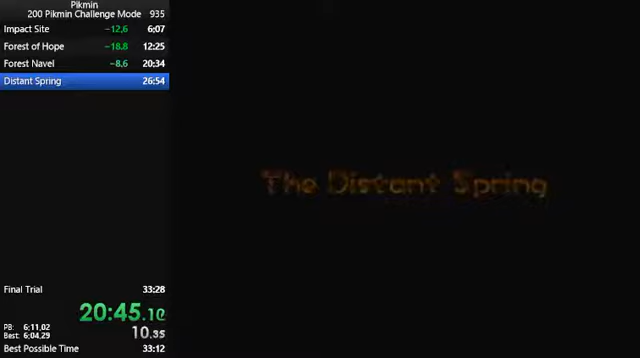 Pikmin
200 Pikmin Challenge Mode 935
Impact Site -12,6 6:07
Forest of Hope -18.8 12:25
Forest Navel -8,6 20:34
Distant Spring 26:54
The Distant Spring
Final Trial 33:28
20:45.10
PB: 6:11,02
Best: 6:04,29
10.35
Best Possible Time 33:12